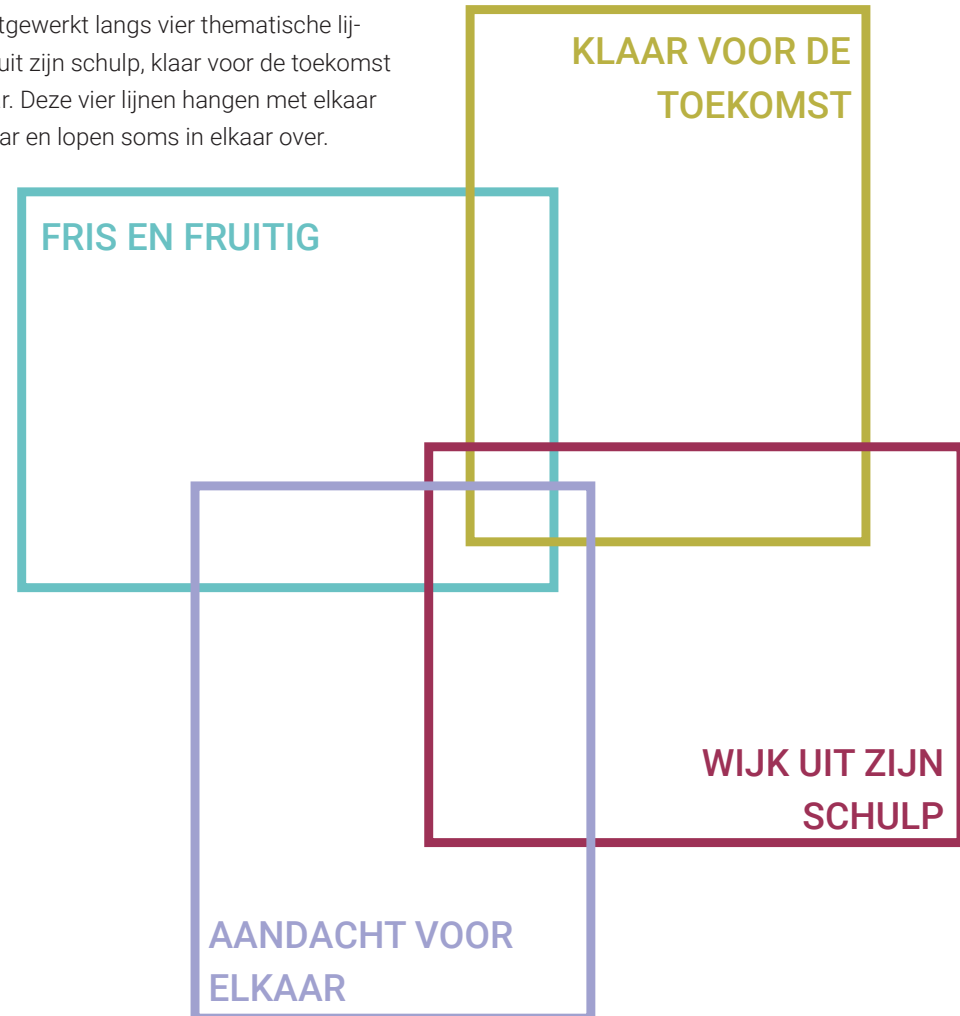 tgewerkt langs vier thematische lij-
uit zijn schulp, klaar voor de toekomst
r. Deze vier lijnen hangen met elkaar
ar en lopen soms in elkaar over.
KLAAR VOOR DE
TOEKOMST
FRIS EN FRUITIG
WIJK UIT ZIJN
SCHULP
AANDACHT VOOR
ELKAAR